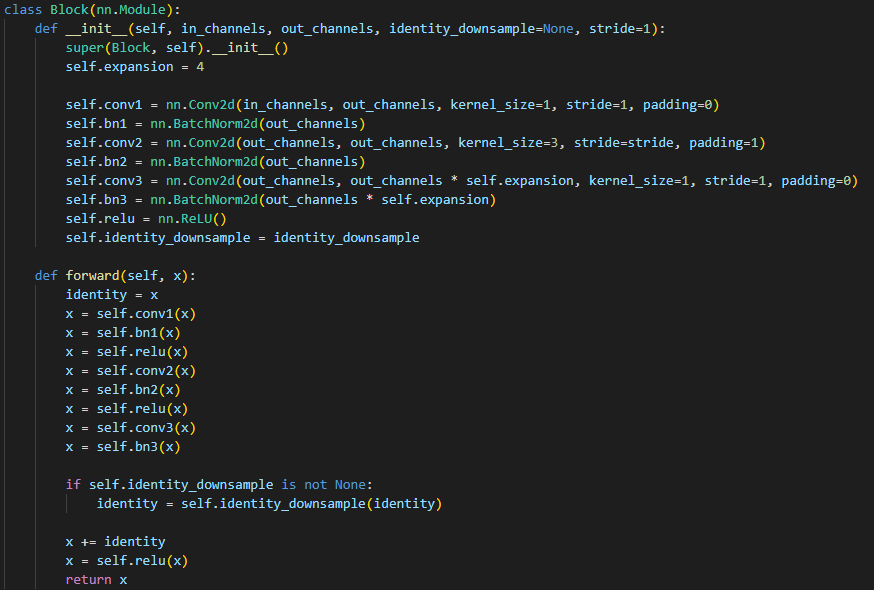 class Block(nn.Module):
    def __init__(self, in_channels, out_channels, identity_downsample=None, stride=1):
        super(Block, self).__init__()
        self.expansion = 4

        self.conv1 = nn.Conv2d(in_channels, out_channels, kernel_size=1, stride=1, padding=0)
        self.bn1 = nn.BatchNorm2d(out_channels)
        self.conv2 = nn.Conv2d(out_channels, out_channels, kernel_size=3, stride=stride, padding=1)
        self.bn2 = nn.BatchNorm2d(out_channels)
        self.conv3 = nn.Conv2d(out_channels, out_channels * self.expansion, kernel_size=1, stride=1, padding=0)
        self.bn3 = nn.BatchNorm2d(out_channels * self.expansion)
        self.relu = nn.ReLU()
        self.identity_downsample = identity_downsample

    def forward(self, x):
        identity = x
        x = self.conv1(x)
        x = self.bn1(x)
        x = self.relu(x)
        x = self.conv2(x)
        x = self.bn2(x)
        x = self.relu(x)
        x = self.conv3(x)
        x = self.bn3(x)

        if self.identity_downsample is not None:
            identity = self.identity_downsample(identity)

        x += identity
        x = self.relu(x)
        return x